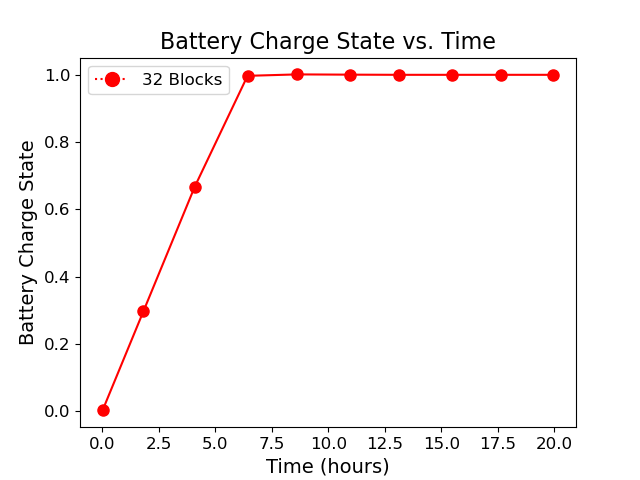 Battery Charge State vs. Time
32 Blocks
Battery Charge State
1.0
0.8
0.6
0.4
0.2
0.0
0.0 2.5 5.0 7.5 10.0 12.5 15.0 17.5 20.0
Time (hours)